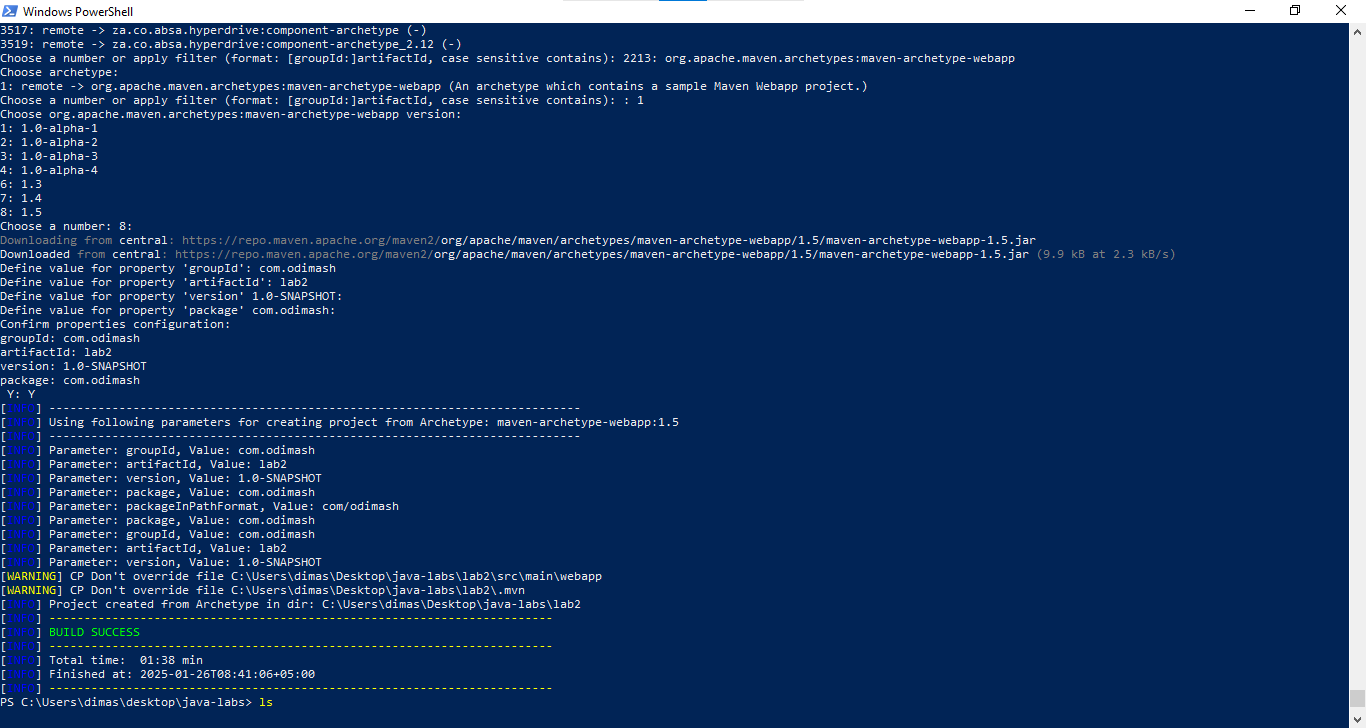 Windows PowerShell
3517: remote -> za.co.absa.hyperdrive:component-archetype (-)
3519: remote -> za.co.absa.hyperdrive:component-archetype_2.12 (-)
Choose a number or apply filter (format: [groupId:]artifactId, case sensitive contains): 2213: org.apache.maven.archetypes:maven-archetype-webapp
Choose archetype:
1: remote -> org.apache.maven.archetypes:maven-archetype-webapp (An archetype which contains a sample Maven Webapp project.)
Choose a number or apply filter (format: [groupId:]artifactId, case sensitive contains): : 1
Choose org.apache.maven.archetypes:maven-archetype-webapp version:
1: 1.0-alpha-1
2: 1.0-alpha-2
3: 1.0-alpha-3
4: 1.0-alpha-4
6: 1.3
7: 1.4
8: 1.5
Choose a number: 8:
Downloading from central: https://repo.maven.apache.org/maven2/org/apache/maven/archetypes/maven-archetype-webapp/1.5/maven-archetype-webapp-1.5.jar
Downloaded from central: https://repo.maven.apache.org/maven2/org/apache/maven/archetypes/maven-archetype-webapp/1.5/maven-archetype-webapp-1.5.jar (9.9 kB at 2.3 kB/s)
Define value for property 'groupId': com.odimash
Define value for property 'artifactId': lab2
Define value for property 'version' 1.0-SNAPSHOT:
Define value for property 'package' com.odimash:
Confirm properties configuration:
groupId: com.odimash
artifactId: lab2
version: 1.0-SNAPSHOT
package: com.odimash
 Y: Y
[INFO] ----------------------------------------------------------------------------
[INFO] Using following parameters for creating project from Archetype: maven-archetype-webapp:1.5
[INFO] ----------------------------------------------------------------------------
[INFO] Parameter: groupId, Value: com.odimash
[INFO] Parameter: artifactId, Value: lab2
[INFO] Parameter: version, Value: 1.0-SNAPSHOT
[INFO] Parameter: package, Value: com.odimash
[INFO] Parameter: packageInPathFormat, Value: com/odimash
[INFO] Parameter: package, Value: com.odimash
[INFO] Parameter: groupId, Value: com.odimash
[INFO] Parameter: artifactId, Value: lab2
[INFO] Parameter: version, Value: 1.0-SNAPSHOT
[WARNING] CP Don't override file C:\Users\dimas\Desktop\java-labs\lab2\src\main\webapp
[WARNING] CP Don't override file C:\Users\dimas\Desktop\java-labs\lab2\.mvn
[INFO] Project created from Archetype in dir: C:\Users\dimas\Desktop\java-labs\lab2
[INFO] ------------------------------------------------------------------------
[INFO] BUILD SUCCESS
[INFO] ------------------------------------------------------------------------
[INFO] Total time:  01:38 min
[INFO] Finished at: 2025-01-26T08:41:06+05:00
[INFO] ------------------------------------------------------------------------
PS C:\Users\dimas\desktop\java-labs> ls